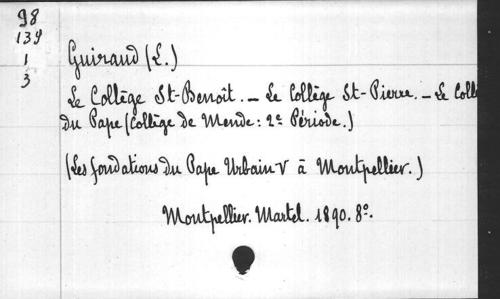 98
139
1
3
Guiraud (L.)
Le Collège St-Benoît. – Le Collège St-Pierre. – Le Coll
du Pape (Collège de Mende: 2e Période.)
(Les fondations du Pape Urbain V à Montpellier.)
Montpellier. Martel. 1890. 8o.